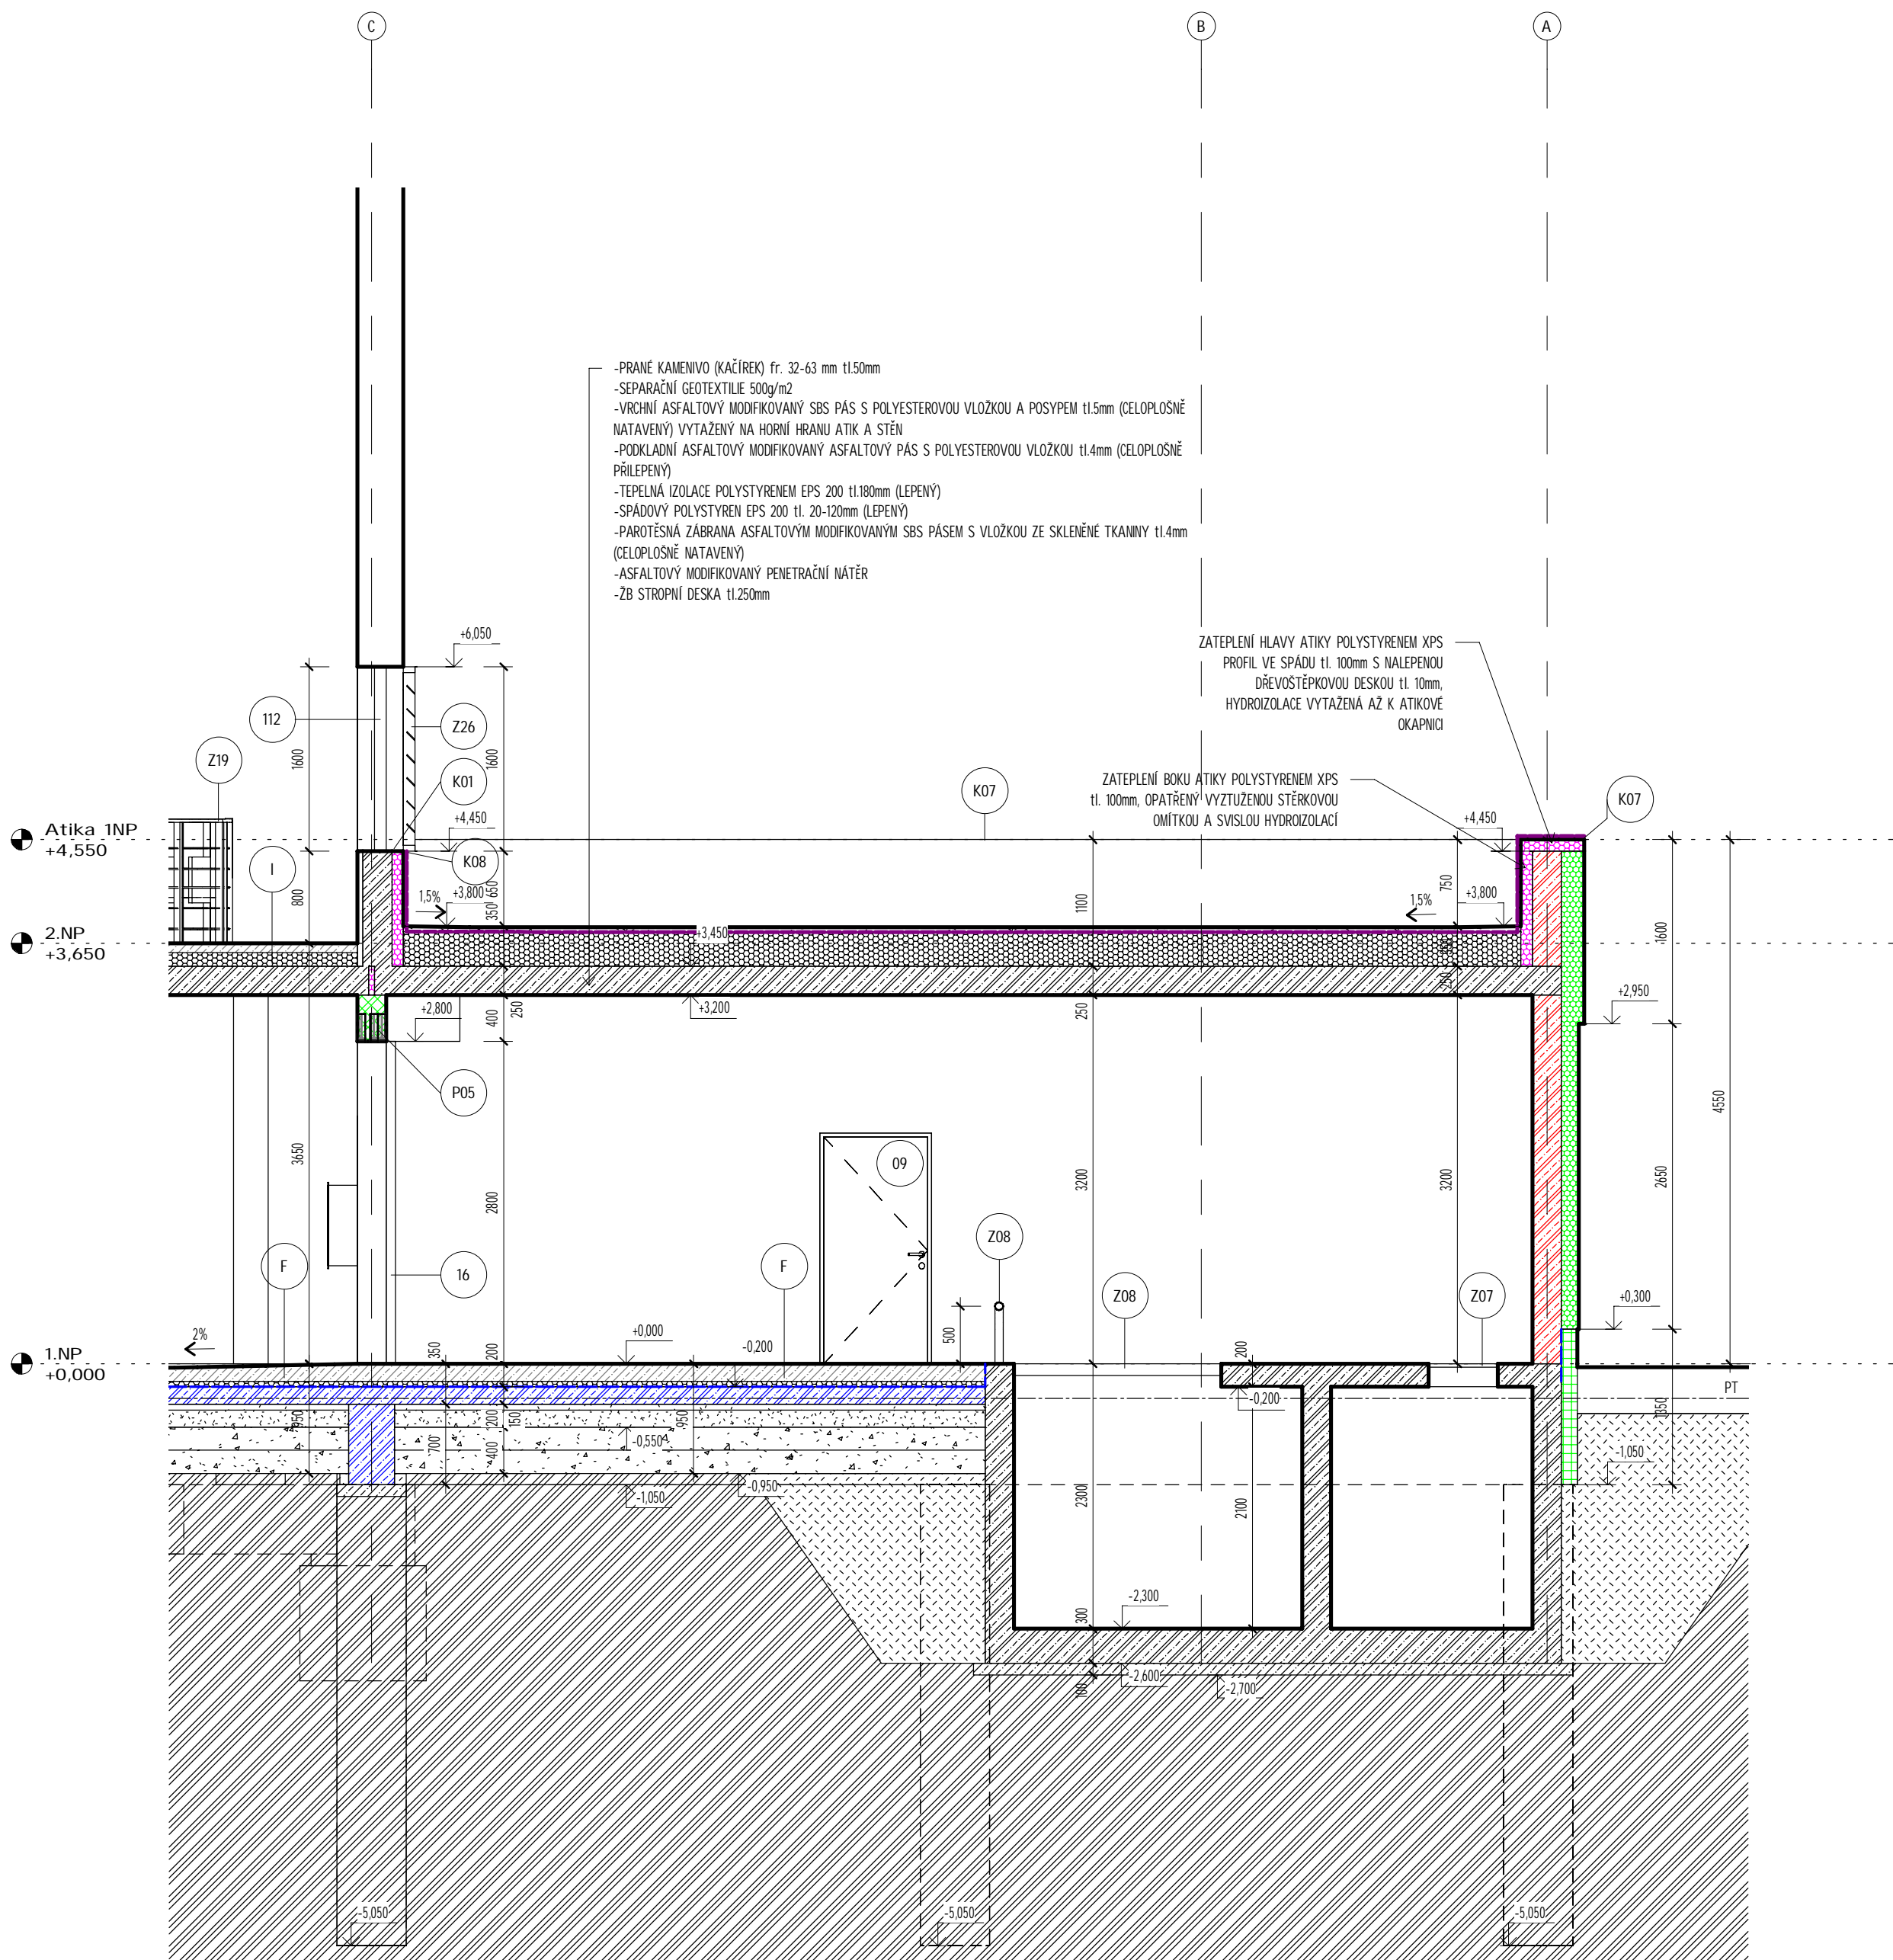 C
B
A
-PRANÉ KAMENIVO (KAČÍREK) fr. 32-63 mm tl.50mm
-SEPARAČNÍ GEOTEXTILIE 500g/m2
-VRCHNÍ ASFALTOVÝ MODIFIKOVANÝ SBS PÁS S POLYESTEROVOU VLOŽKOU A POSYPEM tl.5mm (CELOPLOŠNĚ
NATAVENÝ) VYTAŽENÝ NA HORNÍ HRANU ATIK A STĚN
-PODKLADNÍ ASFALTOVÝ MODIFIKOVANÝ ASFALTOVÝ PÁS S POLYESTEROVOU VLOŽKOU tl.4mm (CELOPLOŠNĚ
PŘILEPENÝ)
-TEPELNÁ IZOLACE POLYSTYRENEM EPS 200 tl.180mm (LEPENÝ)
-SPÁDOVÝ POLYSTYREN EPS 200 tl. 20-120mm (LEPENÝ)
-PAROTĚSNÁ ZÁBRANA ASFALTOVÝM MODIFIKOVANÝM SBS PÁSEM S VLOŽKOU ZE SKLENĚNÉ TKANINY tl.4mm
(CELOPLOŠNĚ NATAVENÝ)
-ASFALTOVÝ MODIFIKOVANÝ PENETRAČNÍ NÁTĚR
-ŽB STROPNÍ DESKA tl.250mm
+6,050
ZATEPLENÍ HLAVY ATIKY POLYSTYRENEM XPS
PROFIL VE SPÁDU tl. 100mm S NALEPENOU
DŘEVOŠTĚPKOVOU DESKOU tl. 10mm,
HYDROIZOLACE VYTAŽENÁ AŽ K ATIKOVÉ
OKAPNICI
112
Z26
Z19
1600
1600
K01
K07
ZATEPLENÍ BOKU ATIKY POLYSTYRENEM XPS
tl. 100mm, OPATŘENÝ VYZTUŽENOU STĚRKOVOU
OMÍTKOU A SVISLOU HYDROIZOLACÍ
K07
Atika 1NP
+4,550
+4,450
+4,450
K08
I
800
1,5%
+3,800
650
350
1100
750
1,5%
+3,800
1600
2.NP
+3,650
+3,450
250
+2,950
+2,800
400
250
+3,200
250
P05
4550
3650
09
2800
3200
3200
2650
Z08
F
16
F
Z08
Z07
+0,300
2%
500
1.NP
+0,000
350
200
+0,000
-0,200
200
PT
950
200
150
950
-0,200
1350
700
400
-0,550
-1,050
-1,050
-0,950
2300
2100
-2,300
300
-2,600
100
-2,700
-5,050
-5,050
-5,050